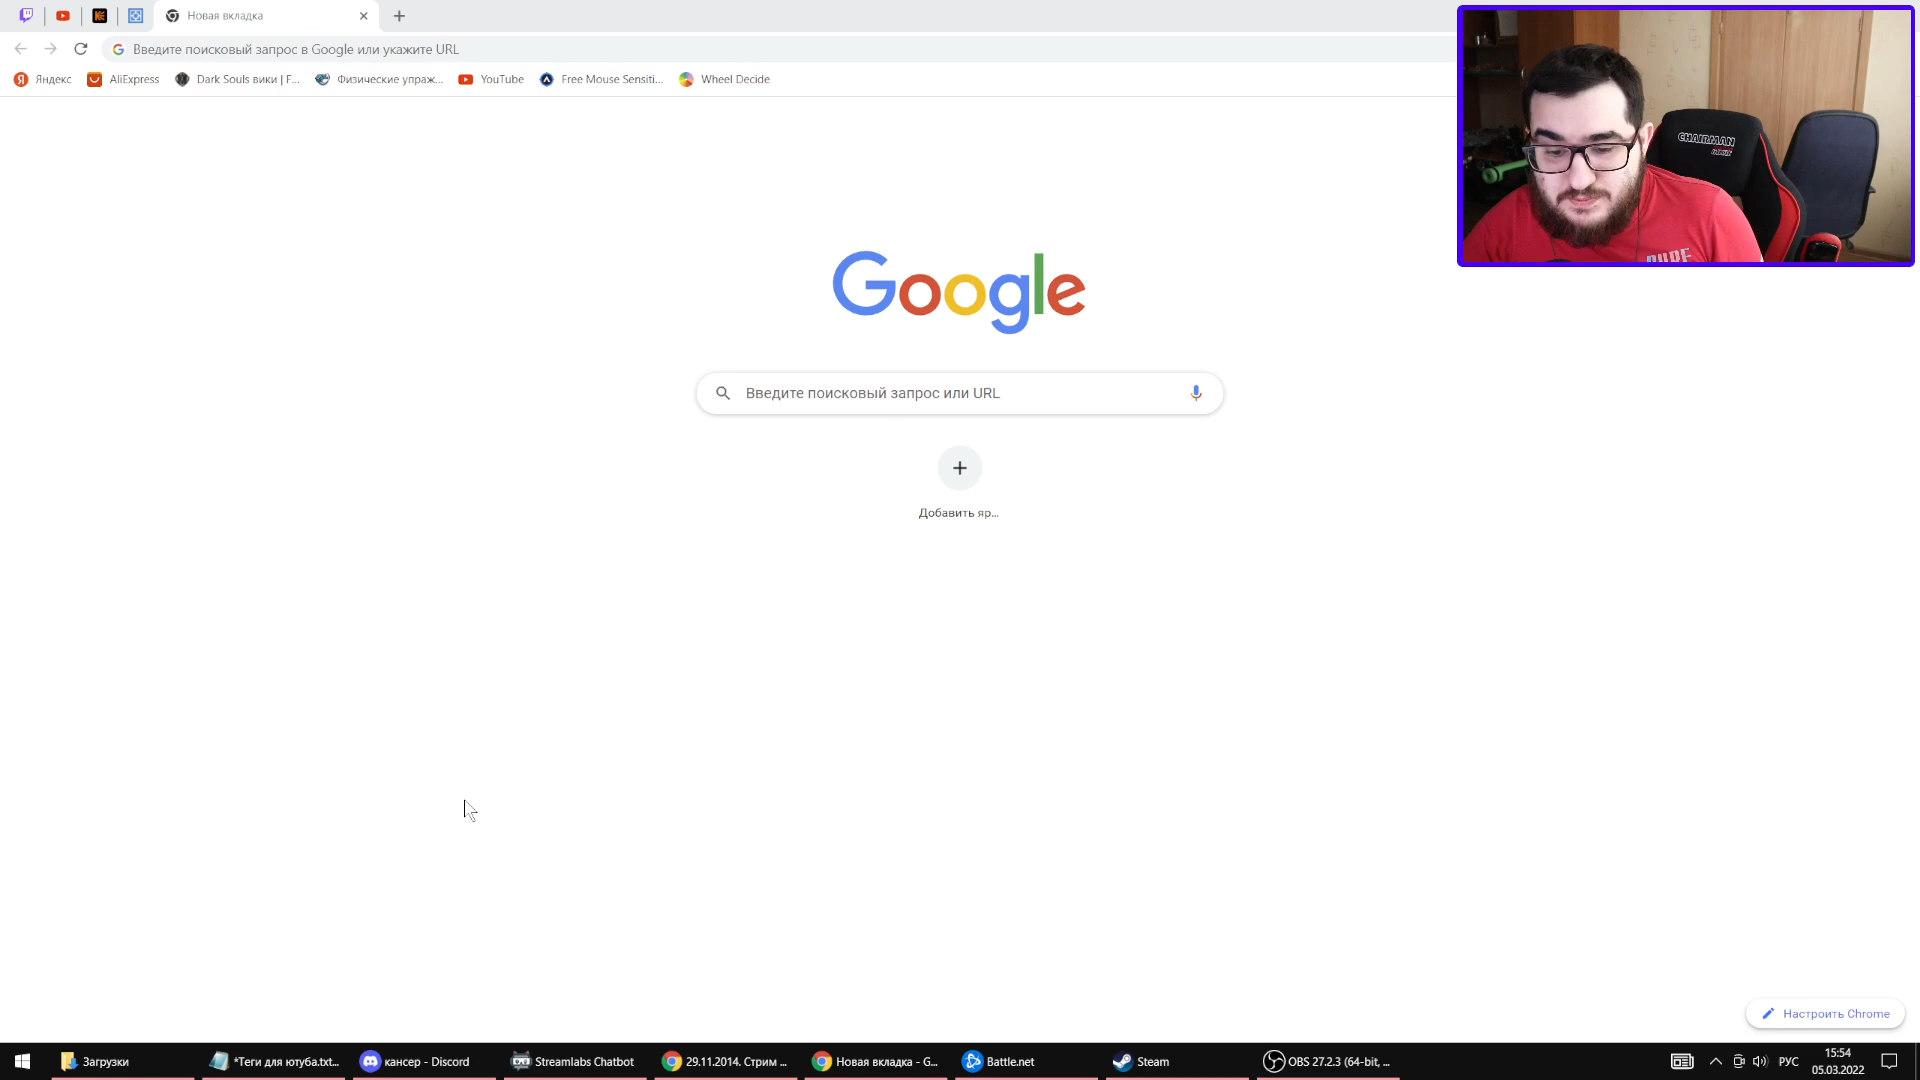 Новая вкладка
Введите поисковый запрос в Google или укажите URL
Яндекс
AliExpress
Dark Souls вики | F...
Физические упраж...
YouTube
Free Mouse Sensiti...
Wheel Decide
CHAIRMAN
Google
Введите поисковый запрос или URL
Добавить яр...
Настроить Chrome
Загрузки
*Теги для ютуба.txt...
кансер - Discord
Streamlabs Chatbot
29.11.2014. Стрим ...
Новая вкладка - G...
Battle.net
Steam
OBS 27.2.3 (64-bit, ...
РУС
15:54
05.03.2022